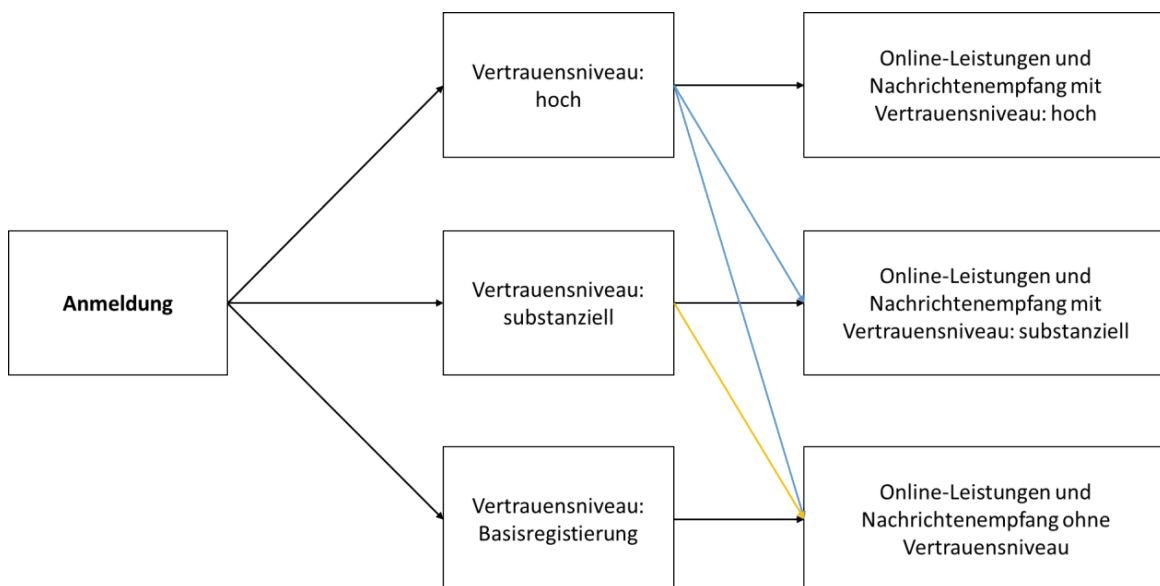 Vertrauensniveau:
hoch
Online-Leistungen und
Nachrichtenempfang mit
Vertrauensniveau: hoch
Anmeldung
Vertrauensniveau:
substanziell
Online-Leistungen und
Nachrichtenempfang mit
Vertrauensniveau: substanziell
Vertrauensniveau:
Basisregistierung
Online-Leistungen und
Nachrichtenempfang ohne
Vertrauensniveau